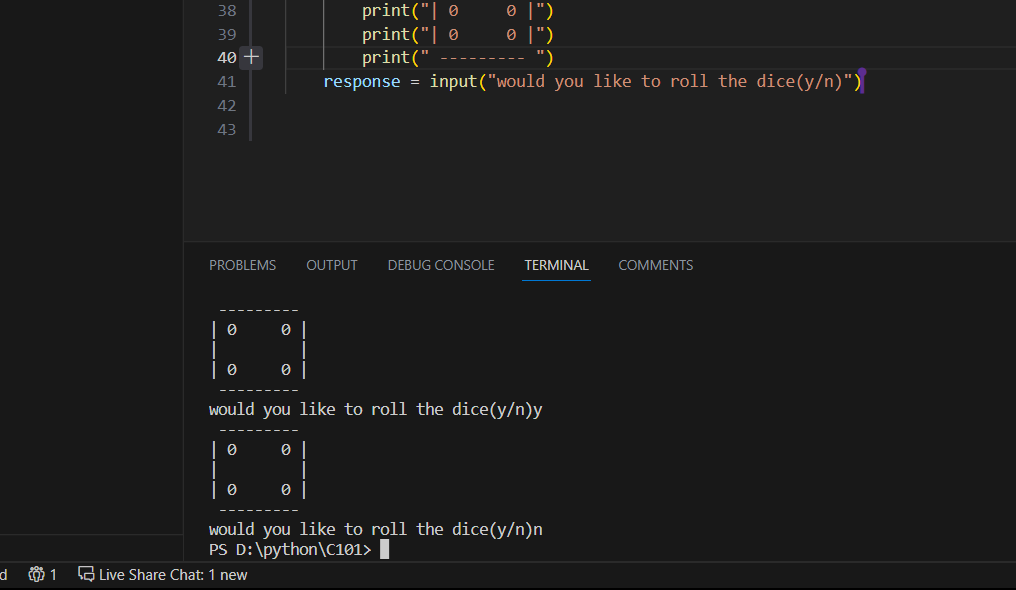 38 print("| 0     0 |")
39 print("| 0     0 |")
40 print(" --------- ")
41 response = input("would you like to roll the dice(y/n)")
42
43
PROBLEMS OUTPUT DEBUG CONSOLE TERMINAL COMMENTS
 ---------
| 0     0 |
|         |
| 0     0 |
 ---------
would you like to roll the dice(y/n)y
 ---------
| 0     0 |
|         |
| 0     0 |
 ---------
would you like to roll the dice(y/n)n
PS D:\python\C101>
d 1 Live Share Chat: 1 new